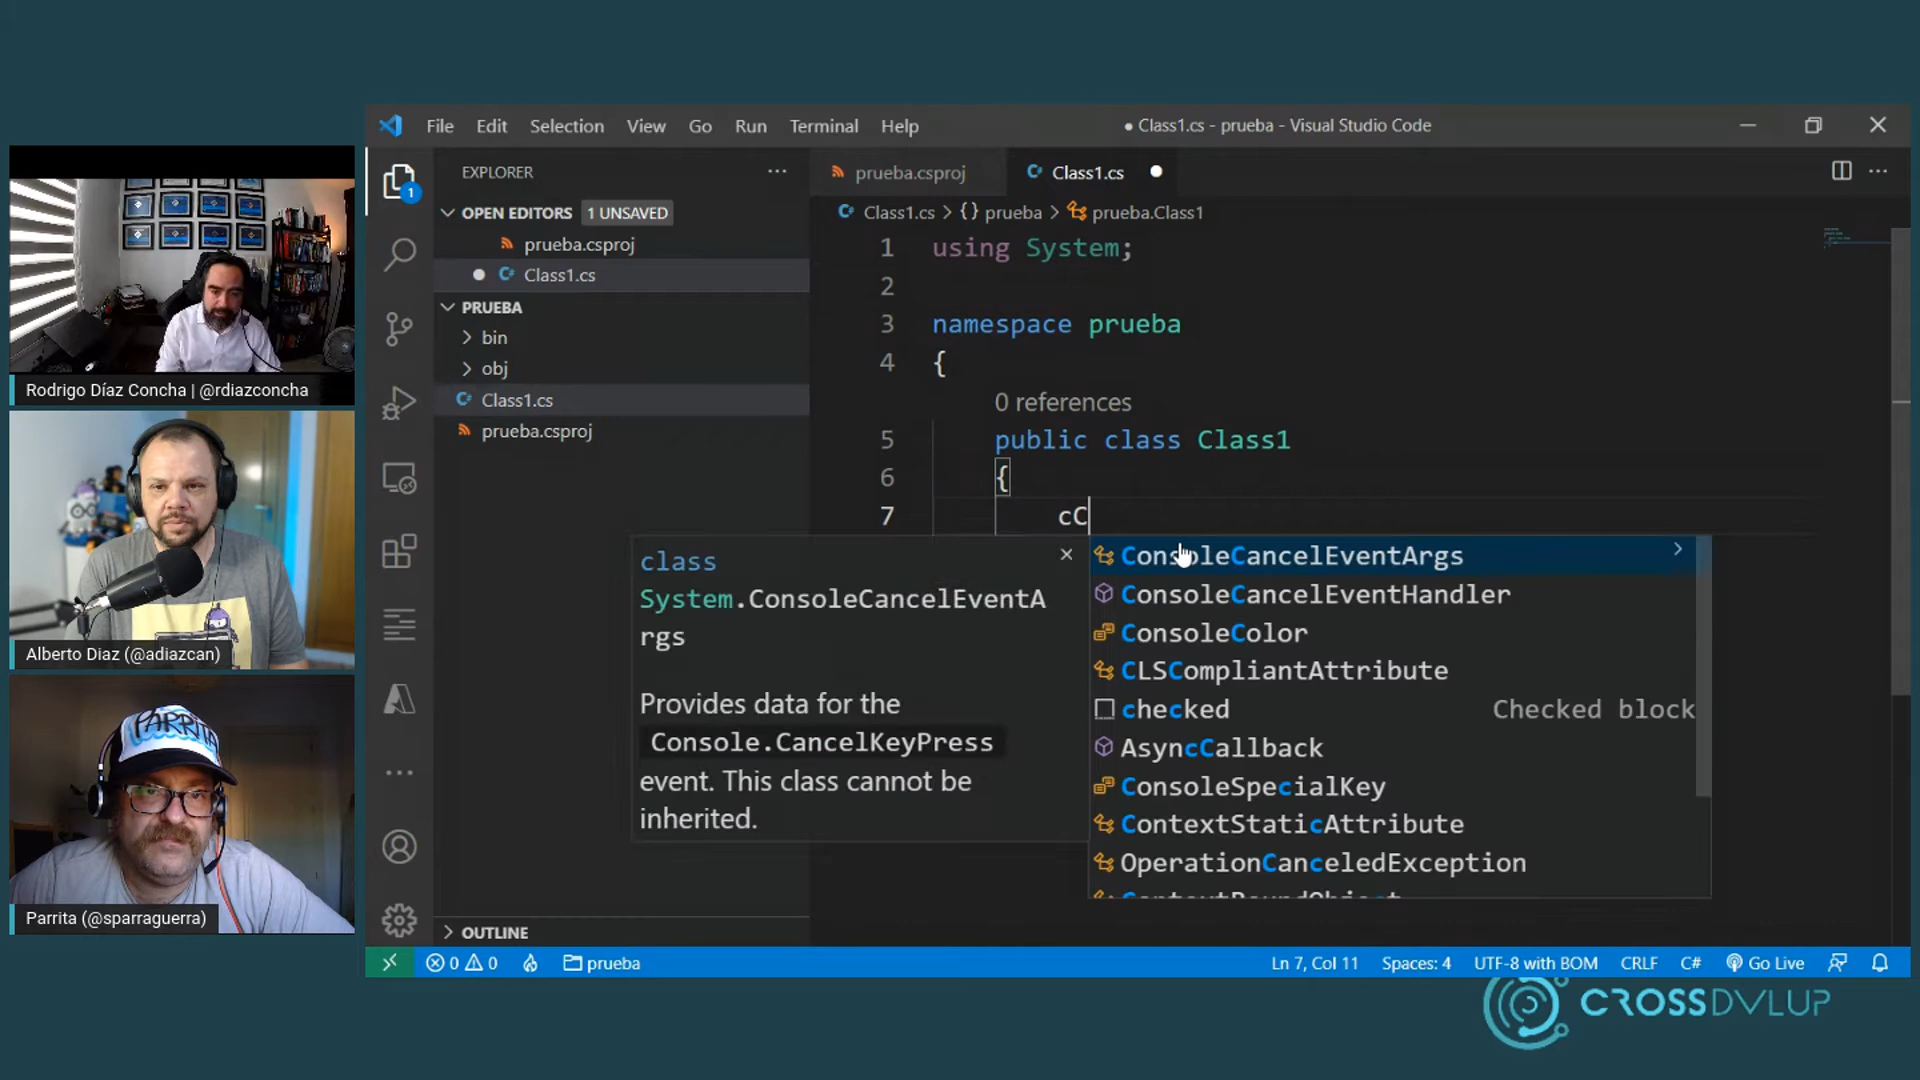 File Edit Selection View Go Run Terminal Help
● Class1.cs - prueba - Visual Studio Code
EXPLORER
OPEN EDITORS 1 UNSAVED
prueba.csproj
Class1.cs
PRUEBA
bin
obj
Class1.cs
prueba.csproj
OUTLINE
1
prueba.csproj
Class1.cs
Class1.cs > {} prueba > prueba.Class1
1 using System;
2
3 namespace prueba
4 {
0 references
5 public class Class1
6 {
7 cC
class
System.ConsoleCancelEventA
rgs
Provides data for the
Console.CancelKeyPress
event. This class cannot be
inherited.
ConsoleCancelEventArgs
ConsoleCancelEventHandler
ConsoleColor
CLSCompliantAttribute
checked Checked block
AsyncCallback
ConsoleSpecialKey
ContextStaticAttribute
OperationCanceledException
ContextBoundObject
0 0 prueba
Ln 7, Col 11 Spaces: 4 UTF-8 with BOM CRLF C# Go Live
Rodrigo Díaz Concha | @rdiazconcha
Alberto Diaz (@adiazcan)
PARRITA
Parrita (@sparraguerra)
CROSSDVLUP